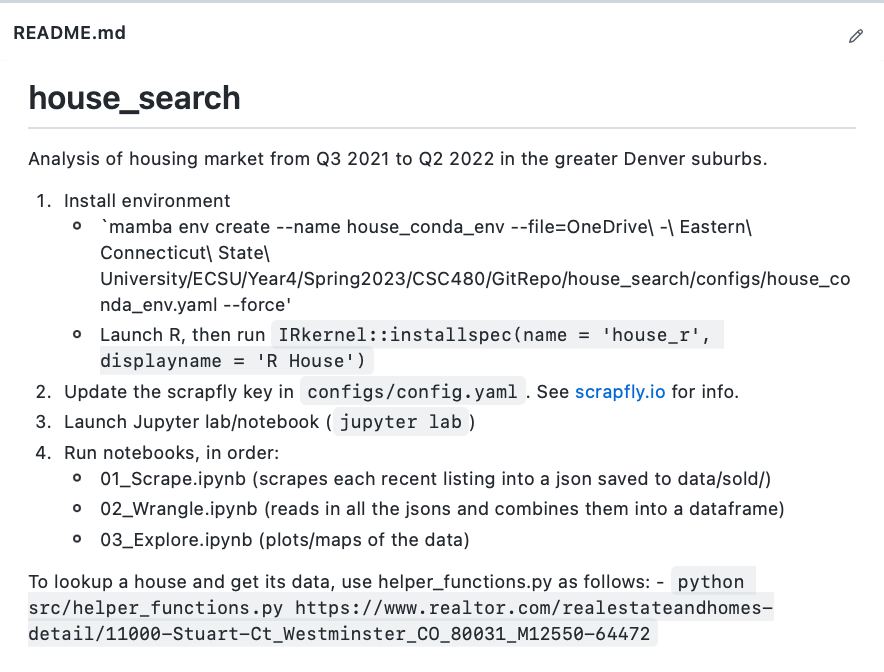 README.md
house_search
Analysis of housing market from Q3 2021 to Q2 2022 in the greater Denver suburbs.
1. Install environment
`mamba env create --name house_conda_env --file=OneDrive\ -\ Eastern\
Connecticut\ State\
University/ECSU/Year4/Spring2023/CSC480/GitRepo/house_search/configs/house_co
nda_env.yaml --force'
Launch R, then run IRkernel::installspec(name = 'house_r',
displayname = 'R House')
2. Update the scrapfly key in configs/config.yaml . See scrapfly.io for info.
3. Launch Jupyter lab/notebook ( jupyter lab )
4. Run notebooks, in order:
01_Scrape.ipynb (scrapes each recent listing into a json saved to data/sold/)
02_Wrangle.ipynb (reads in all the jsons and combines them into a dataframe)
03_Explore.ipynb (plots/maps of the data)
To lookup a house and get its data, use helper_functions.py as follows: - python
src/helper_functions.py https://www.realtor.com/realestateandhomes-
detail/11000-Stuart-Ct_Westminster_CO_80031_M12550-64472